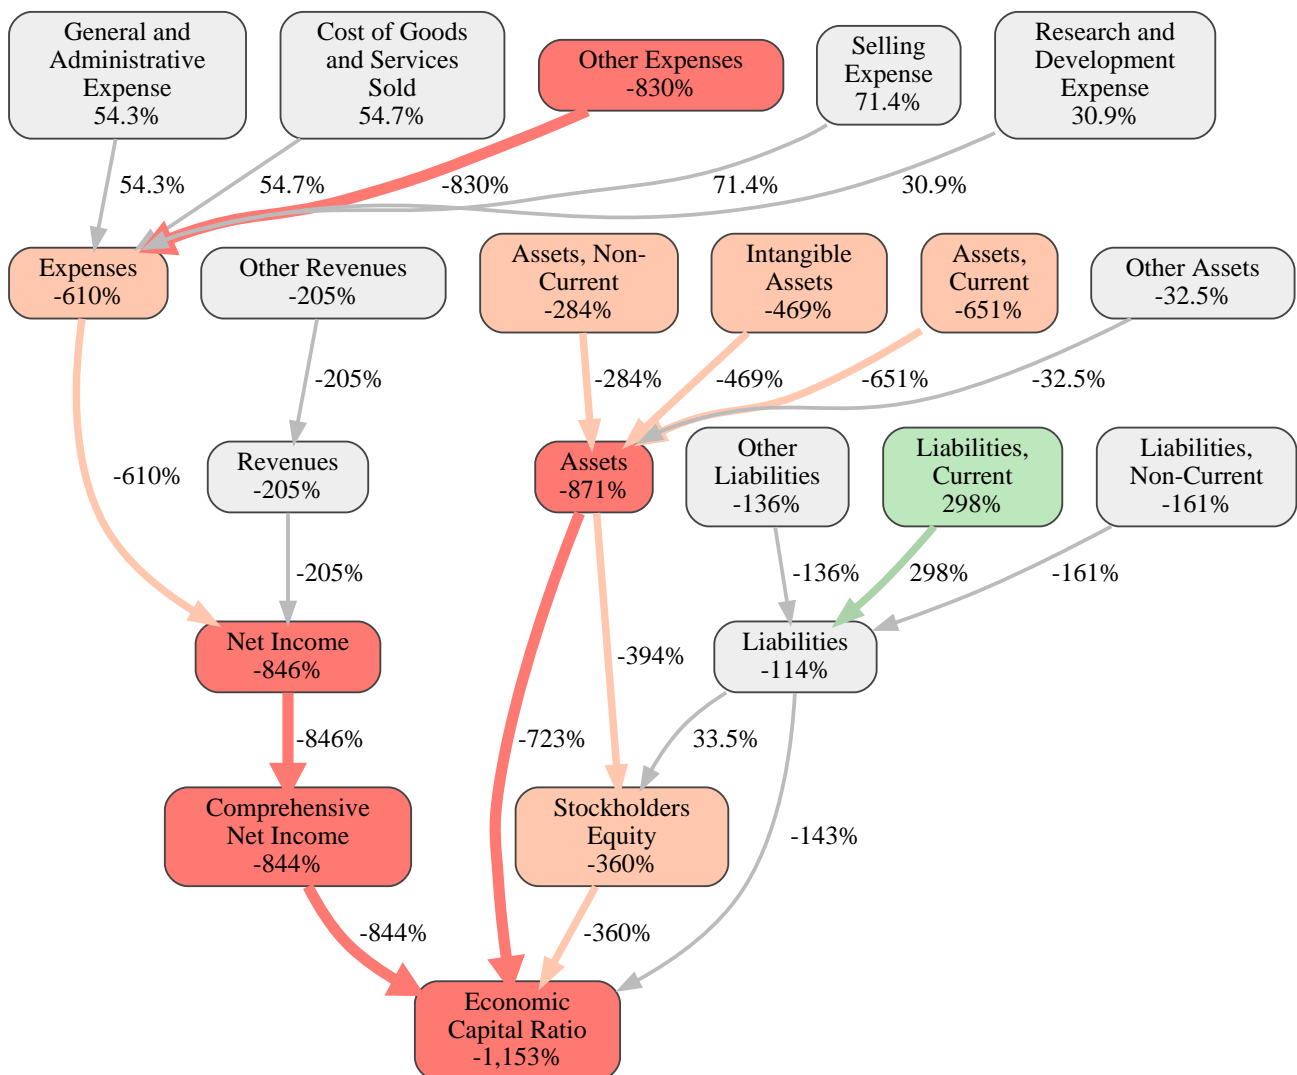 General and
Administrative
Expense
54.3%
Cost of Goods
and Services
Sold
54.7%
Other Expenses
-830%
Selling
Expense
71.4%
Research and
Development
Expense
30.9%
54.3%
54.7%
-830%
71.4%
30.9%
Expenses
-610%
Other Revenues
-205%
Assets, Non-
Current
-284%
Intangible
Assets
-469%
Assets,
Current
-651%
Other Assets
-32.5%
-205%
-284%
-469%
-651%
-32.5%
-610%
Revenues
-205%
Assets
-871%
Other
Liabilities
-136%
Liabilities,
Current
298%
Liabilities,
Non-Current
-161%
-205%
-136%
298%
-161%
Net Income
-846%
-394%
Liabilities
-114%
-846%
-723%
33.5%
Comprehensive
Net Income
-844%
Stockholders
Equity
-360%
-143%
-844%
-360%
Economic
Capital Ratio
-1,153%